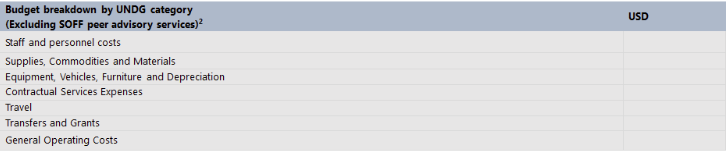 Budget breakdown by UNDG category
(Excluding SOFF peer advisory services)²
USD
Staff and personnel costs
Supplies, Commodities and Materials
Equipment, Vehicles, Furniture and Depreciation
Contractual Services Expenses
Travel
Transfers and Grants
General Operating Costs